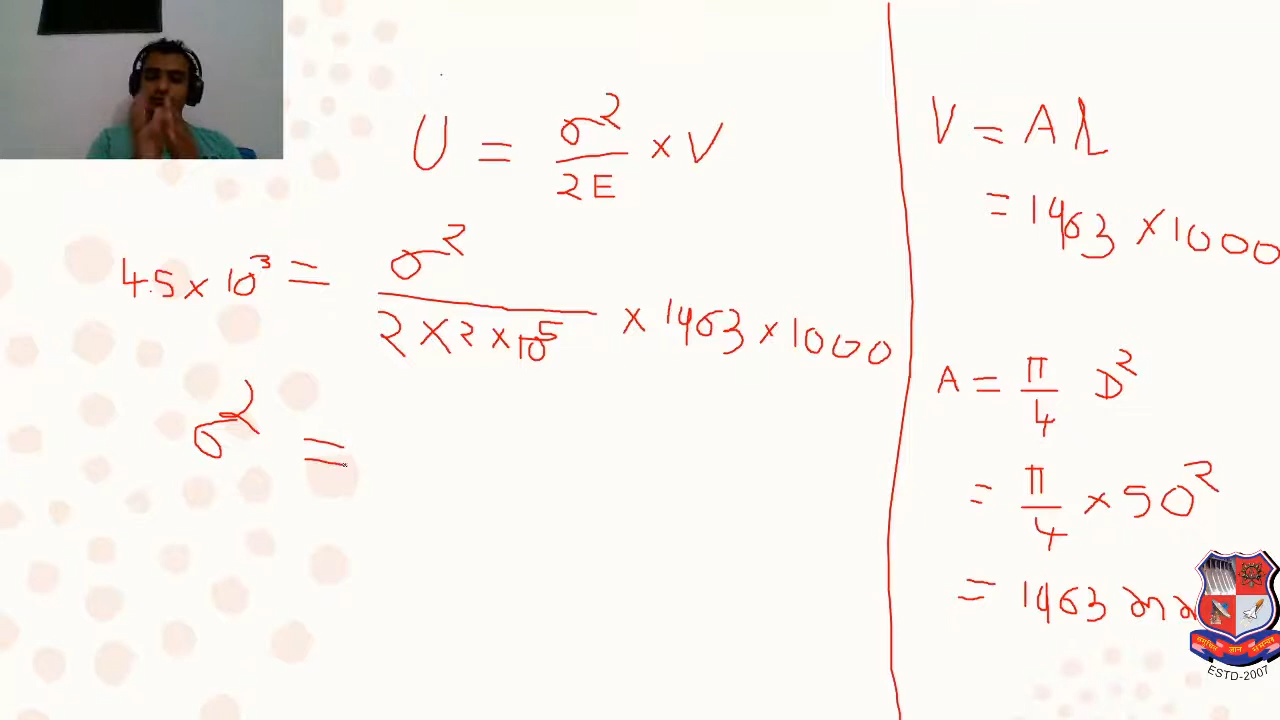 U = σ² / 2E × V
4.5 × 10³ = σ² / 2 × 2 × 10⁵ × 1463 × 1000
σ² =
V = A L
= 1463 × 1000
A = π/4 D²
= π/4 × 50²
= 1463 mm
ESTD-2007